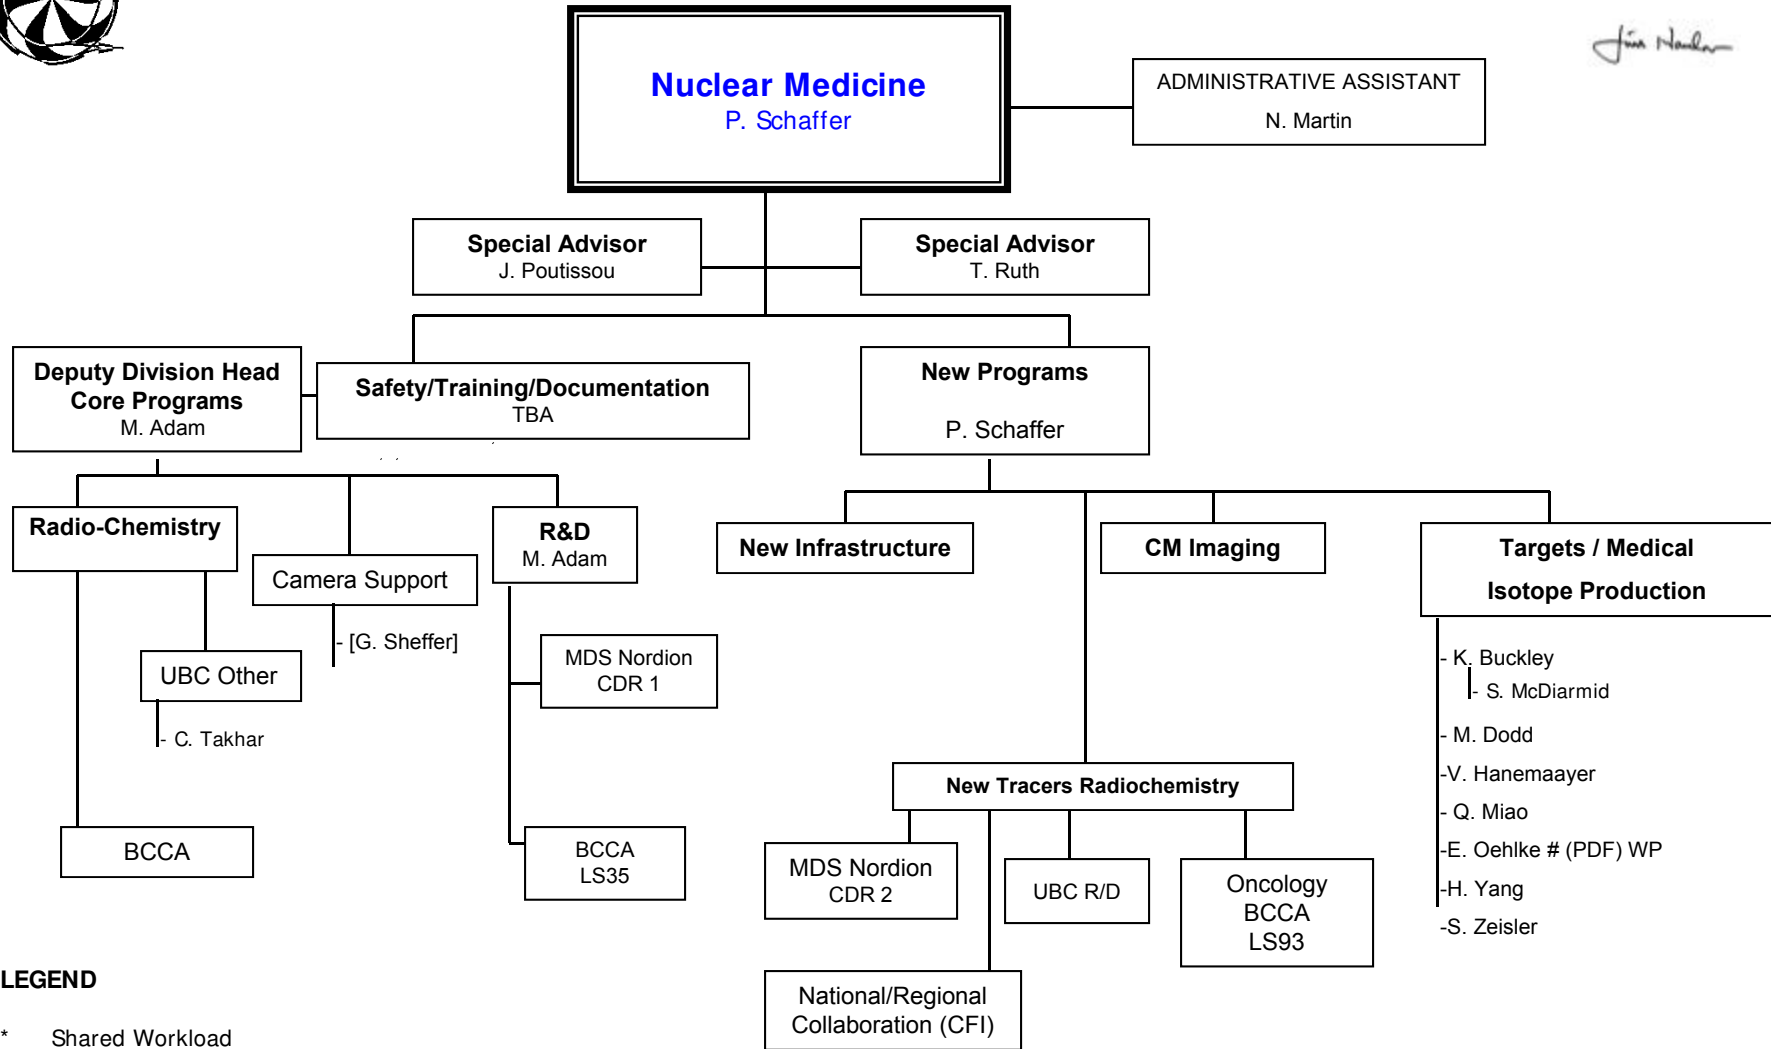 Nuclear Medicine
P. Schaffer
ADMINISTRATIVE ASSISTANT
N. Martin
Special Advisor
J. Poutissou
Special Advisor
T. Ruth
Deputy Division Head
Core Programs
M. Adam
Safety/Training/Documentation
TBA
New Programs
P. Schaffer
Radio-Chemistry
Camera Support
- [G. Sheffer]
R&D
M. Adam
UBC Other
- C. Takhar
BCCA
MDS Nordion
CDR 1
BCCA
LS35
New Infrastructure
CM Imaging
Targets / Medical
Isotope Production
- K. Buckley
- S. McDiarmid
- M. Dodd
-V. Hanemaayer
- Q. Miao
-E. Oehlke # (PDF) WP
-H. Yang
-S. Zeisler
New Tracers Radiochemistry
MDS Nordion
CDR 2
UBC R/D
Oncology
BCCA
LS93
National/Regional
Collaboration (CFI)
LEGEND
* Shared Workload